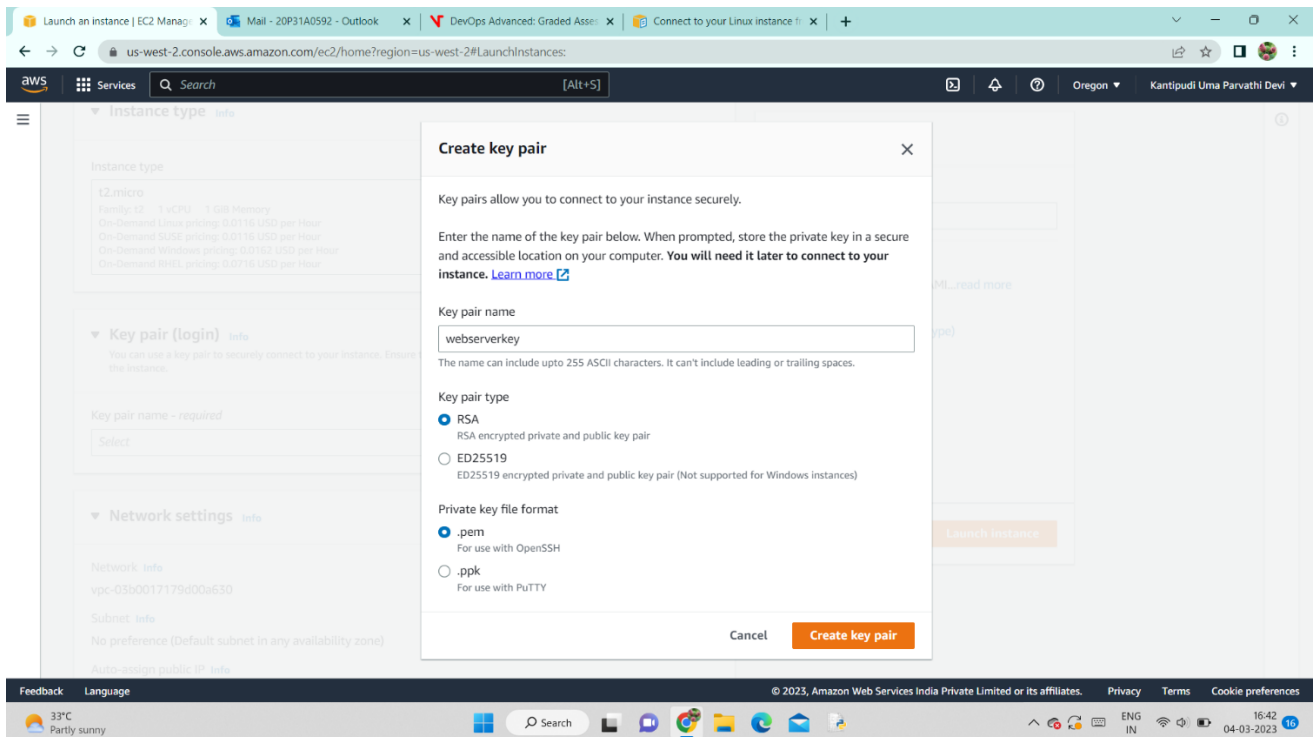 Launch an instance | EC2 Manage
Mail - 20P31A0592 - Outlook
DevOps Advanced: Graded Asses
Connect to your Linux instance fr
us-west-2.console.aws.amazon.com/ec2/home?region=us-west-2#LaunchInstances:
aws
Services
Search
[Alt+S]
Oregon
Kantipudi Uma Parvathi Devi
Instance type Info
Instance type
t2.micro
Family: t2 1 vCPU 1 GiB Memory
On-Demand Linux pricing: 0.0116 USD per Hour
On-Demand SUSE pricing: 0.0116 USD per Hour
On-Demand Windows pricing: 0.0162 USD per Hour
On-Demand RHEL pricing: 0.0716 USD per Hour
Key pair (login) Info
You can use a key pair to securely connect to your instance. Ensure
the instance.
Key pair name - required
Select
Network settings Info
Network Info
vpc-03b0017179d00a630
Subnet Info
No preference (Default subnet in any availability zone)
Auto-assign public IP Info
Create key pair
Key pairs allow you to connect to your instance securely.
Enter the name of the key pair below. When prompted, store the private key in a secure
and accessible location on your computer. You will need it later to connect to your
instance. Learn more
Key pair name
webserverkey
The name can include upto 255 ASCII characters. It can't include leading or trailing spaces.
Key pair type
RSA
RSA encrypted private and public key pair
ED25519
ED25519 encrypted private and public key pair (Not supported for Windows instances)
Private key file format
.pem
For use with OpenSSH
.ppk
For use with PuTTY
Cancel
Create key pair
AMI...read more
ype)
Launch instance
Feedback
Language
© 2023, Amazon Web Services India Private Limited or its affiliates.
Privacy
Terms
Cookie preferences
33°C
Partly sunny
Search
ENG
IN
16:42
04-03-2023
16